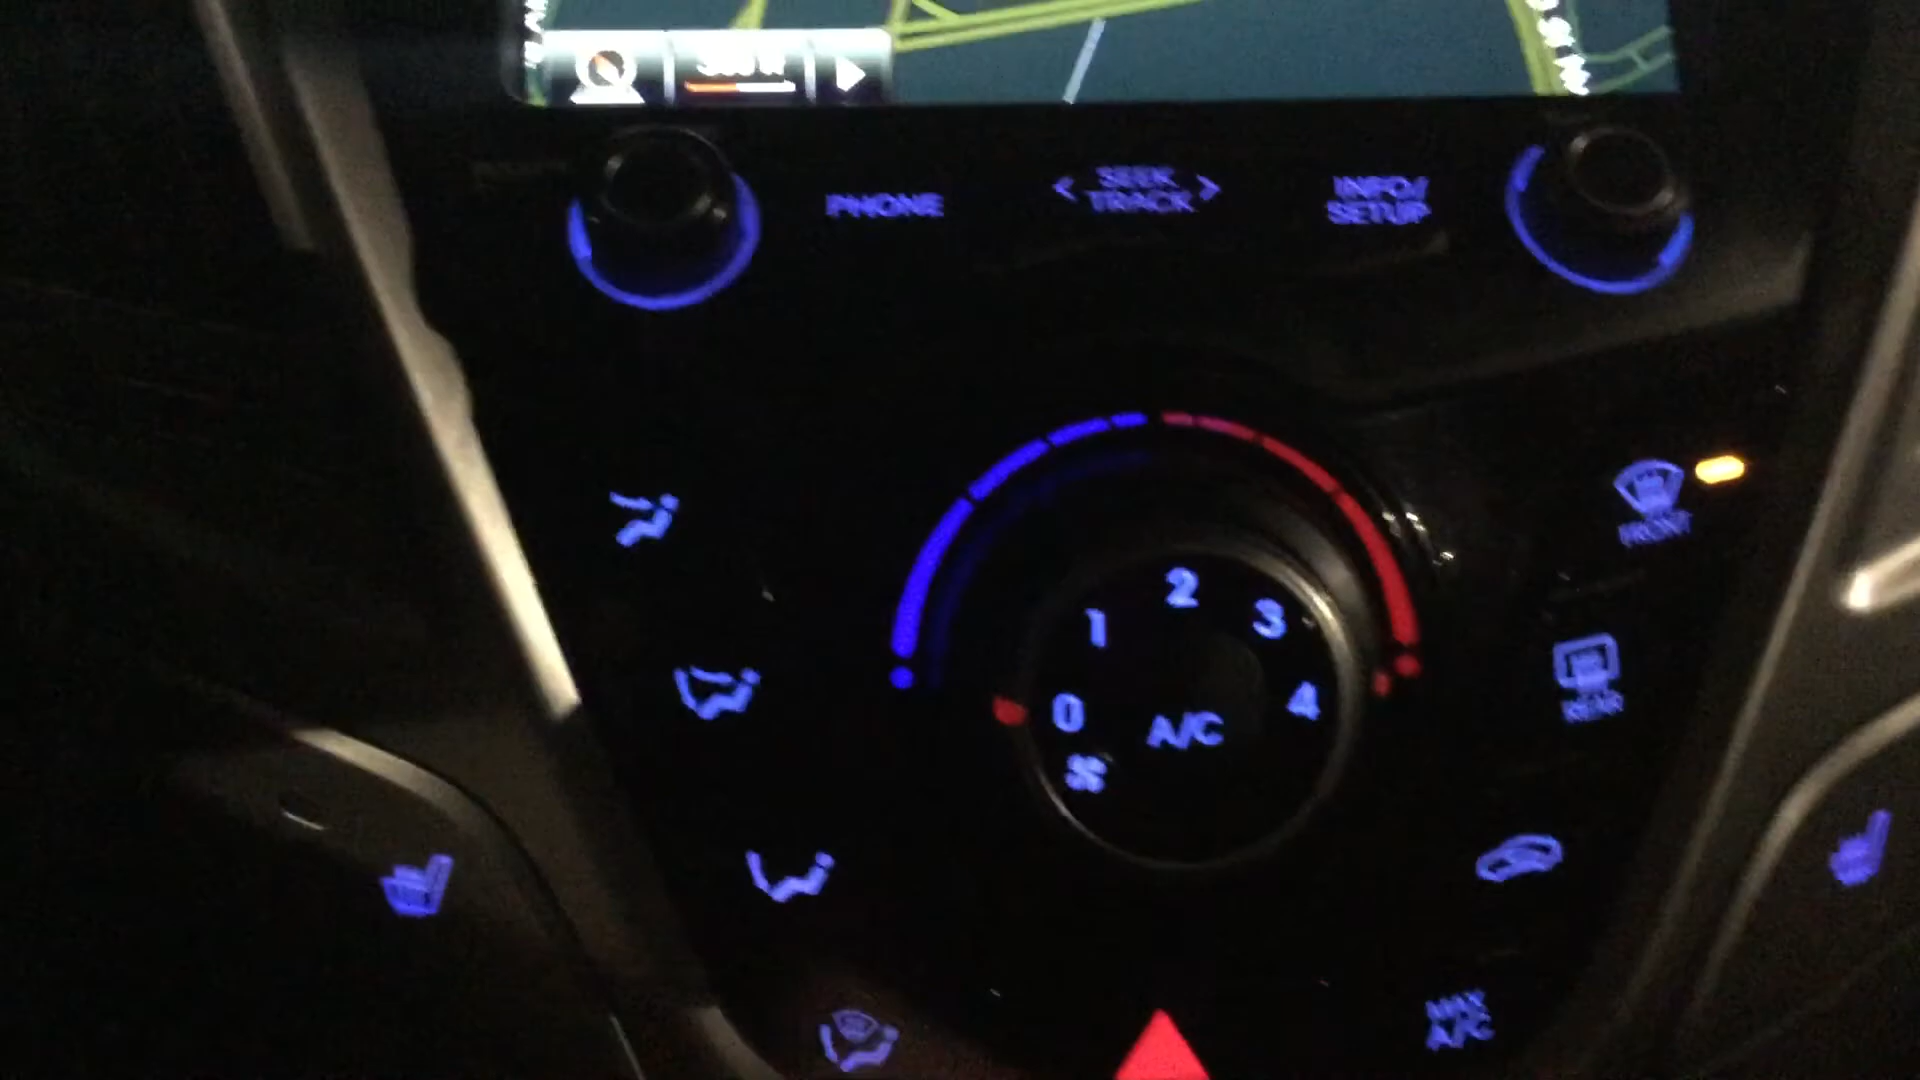 PHONE
< SEEK >
TRACK
INFO/
SETUP
FRONT
1
2
3
0
4
A/C
REAR
MAX
A/C